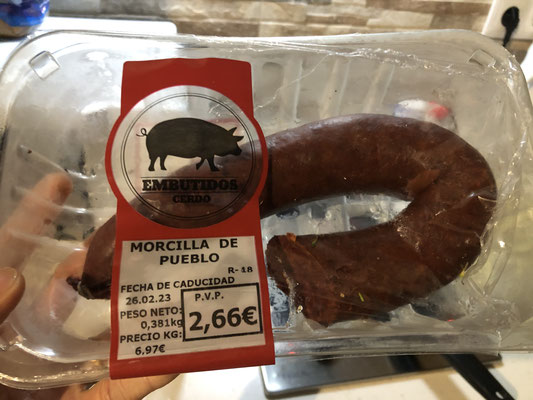 EMBUTIDOS
CERDO
MORCILLA DE
PUEBLO
R-18
FECHA DE CADUCIDAD
26.02.23
PESO NETO:
0,381kg
PRECIO KG:
6.97€
P.V.P.
2,66€